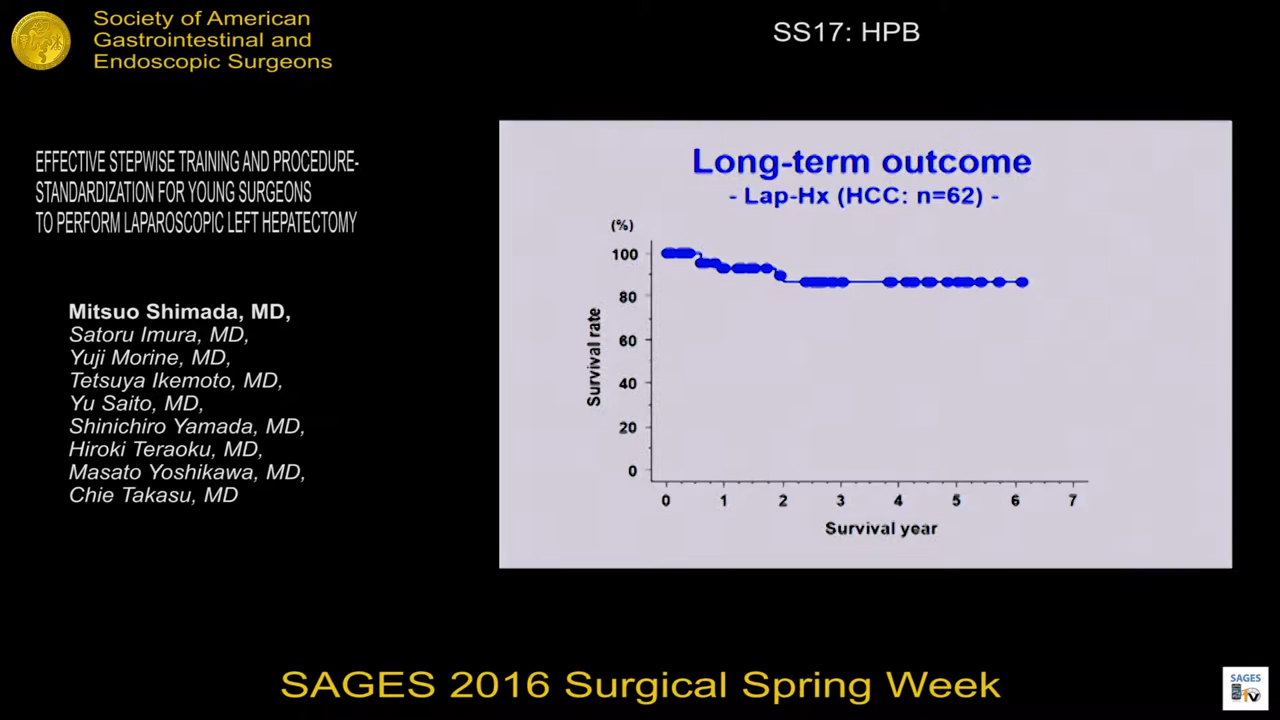 Society of American
Gastrointestinal and
Endoscopic Surgeons
SS17: HPB
EFFECTIVE STEPWISE TRAINING AND PROCEDURE-
STANDARDIZATION FOR YOUNG SURGEONS
TO PERFORM LAPAROSCOPIC LEFT HEPATECTOMY
Mitsuo Shimada, MD,
Satoru Imura, MD,
Yuji Morine, MD,
Tetsuya Ikemoto, MD,
Yu Saito, MD,
Shinichiro Yamada, MD,
Hiroki Teraoku, MD,
Masato Yoshikawa, MD,
Chie Takasu, MD
Long-term outcome
- Lap-Hx (HCC: n=62) -
(%)
100
80
60
40
20
0
Survival rate
0 1 2 3 4 5 6 7
Survival year
SAGES 2016 Surgical Spring Week
SAGES
TV